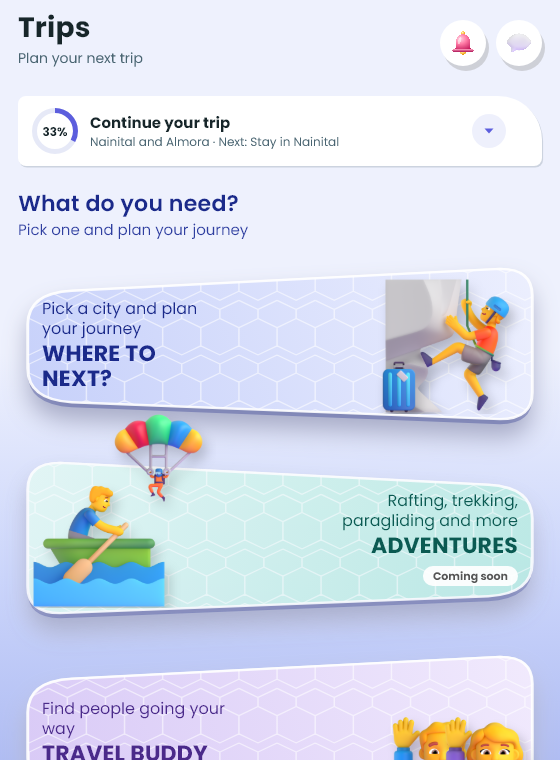 Trips
Plan your next trip
33%
Continue your trip
Nainital and Almora · Next: Stay in Nainital
What do you need?
Pick one and plan your journey
Pick a city and plan
your journey
WHERE TO
NEXT?
Rafting, trekking,
paragliding and more
ADVENTURES
Coming soon
Find people going your
way
TRAVEL BUDDY